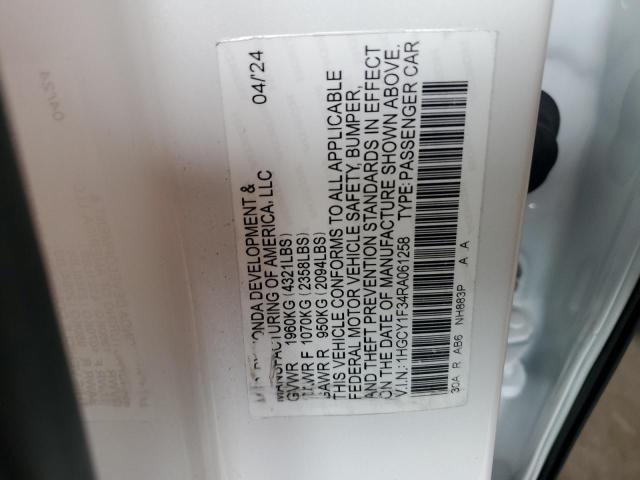 HONDA DEVELOPMENT & 04/'24
MANUFACTURING OF AMERICA, LLC
GVWR 1960KG (4321LBS)
GAWR F 1070KG (2358LBS)
GAWR R 950KG (2094LBS)
THIS VEHICLE CONFORMS TO ALL APPLICABLE
FEDERAL MOTOR VEHICLE SAFETY, BUMPER,
AND THEFT PREVENTION STANDARDS IN EFFECT
ON THE DATE OF MANUFACTURE SHOWN ABOVE.
V.I.N: 1HGCY1F34RA061258 TYPE: PASSENGER CAR
30A R AB6 NH883P A A